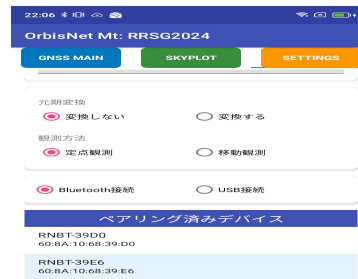 22:06
OrbisNet Mt: RRSG2024
GNSS MAIN SKYPLOT SETTINGS
元期変換
変換しない 変換する
観測方法
定点観測 移動観測
Bluetooth接続 USB接続
ペアリング済みデバイス
RNBT-39D0
60:8A:10:68:39:D0
RNBT-39E6
60:8A:10:68:39:E6